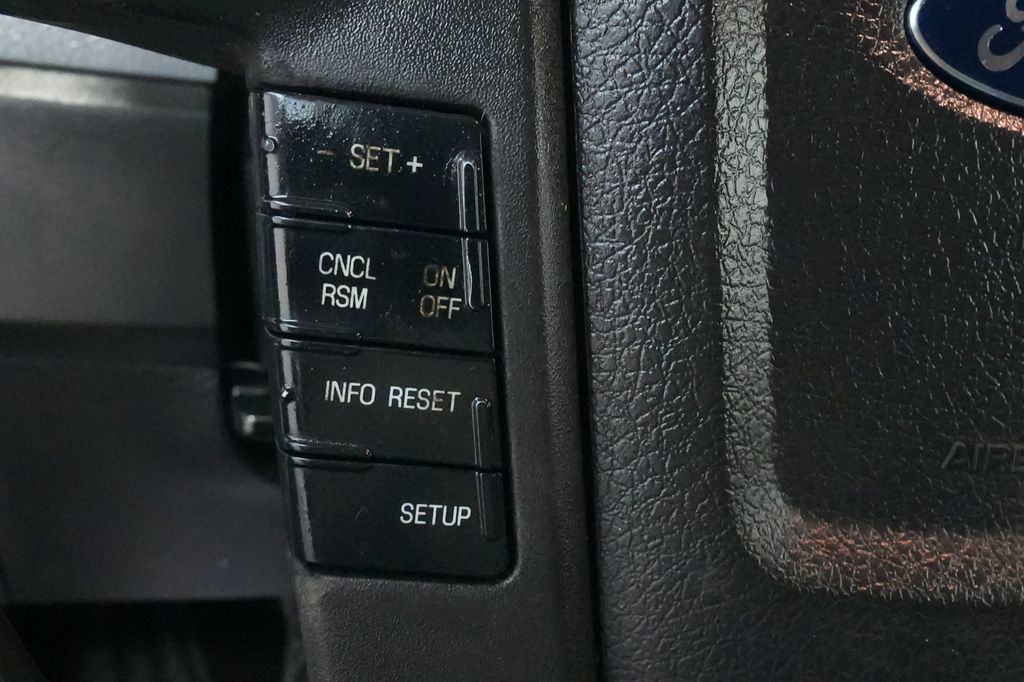 - SET +
CNCL ON
RSM OFF
INFO RESET
SETUP